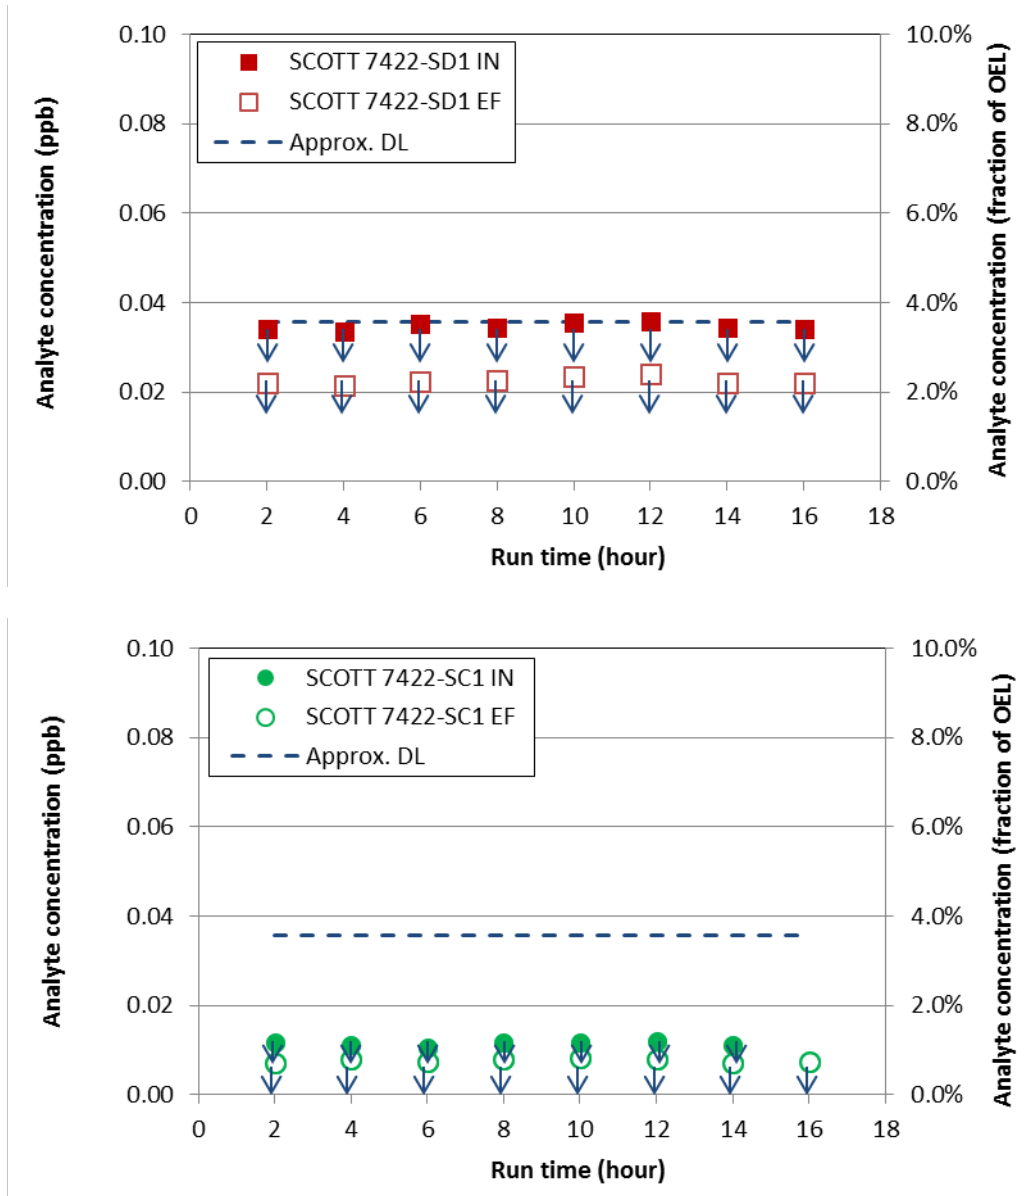 0.10
0.08
0.06
0.04
0.02
0.00
Analyte concentration (ppb)
SCOTT 7422-SD1 IN
SCOTT 7422-SD1 EF
Approx. DL
10.0%
8.0%
6.0%
4.0%
2.0%
0.0%
Analyte concentration (fraction of OEL)
0 2 4 6 8 10 12 14 16 18
Run time (hour)
0.10
0.08
0.06
0.04
0.02
0.00
Analyte concentration (ppb)
SCOTT 7422-SC1 IN
SCOTT 7422-SC1 EF
Approx. DL
10.0%
8.0%
6.0%
4.0%
2.0%
0.0%
Analyte concentration (fraction of OEL)
0 2 4 6 8 10 12 14 16 18
Run time (hour)